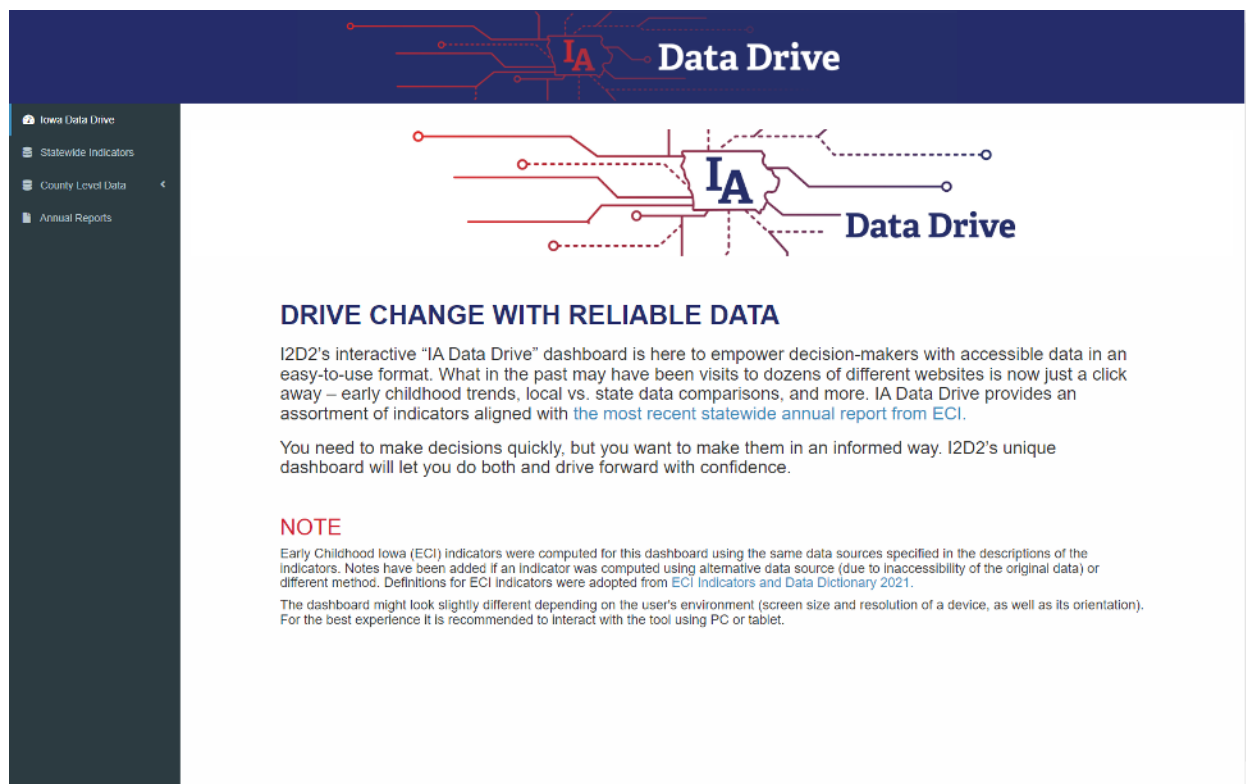 IA
Data Drive
Iowa Data Drive
Statewide Indicators
County Level Data
Annual Reports
IA
Data Drive
DRIVE CHANGE WITH RELIABLE DATA
I2D2's interactive “IA Data Drive” dashboard is here to empower decision-makers with accessible data in an
easy-to-use format. What in the past may have been visits to dozens of different websites is now just a click
away – early childhood trends, local vs. state data comparisons, and more. IA Data Drive provides an
assortment of indicators aligned with the most recent statewide annual report from ECI.
You need to make decisions quickly, but you want to make them in an informed way. I2D2's unique
dashboard will let you do both and drive forward with confidence.
NOTE
Early Childhood Iowa (ECI) indicators were computed for this dashboard using the same data sources specified in the descriptions of the
indicators. Notes have been added if an indicator was computed using alternative data source (due to inaccessibility of the original data) or
different method. Definitions for ECI indicators were adopted from ECI Indicators and Data Dictionary 2021.
The dashboard might look slightly different depending on the user's environment (screen size and resolution of a device, as well as its orientation).
For the best experience it is recommended to interact with the tool using PC or tablet.